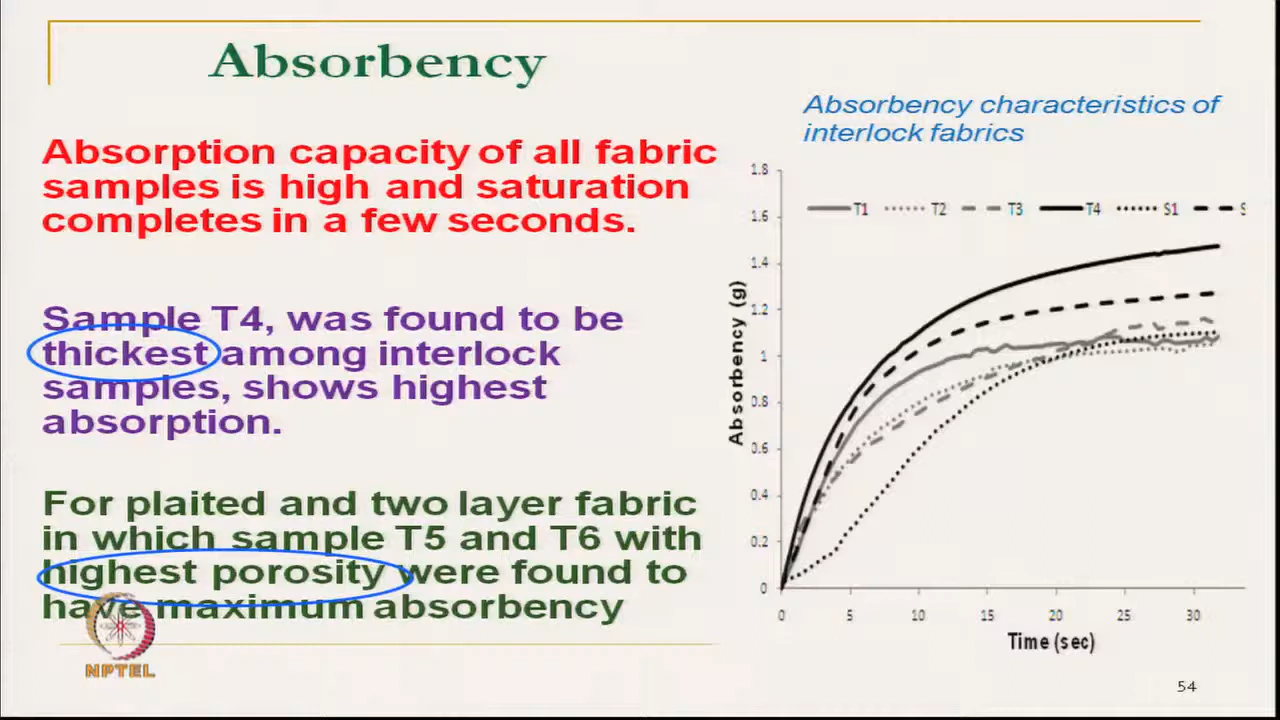 Absorbency
Absorption capacity of all fabric
samples is high and saturation
completes in a few seconds.
Sample T4, was found to be
thickest among interlock
samples, shows highest
absorption.
For plaited and two layer fabric
in which sample T5 and T6 with
highest porosity were found to
have maximum absorbency
NPTEL
Absorbency characteristics of
interlock fabrics
T1 T2 T3 T4 S1 S
Absorbency (g)
1.8
1.6
1.4
1.2
1
0.8
0.6
0.4
0.2
0
0 5 10 15 20 25 30
Time (sec)
54